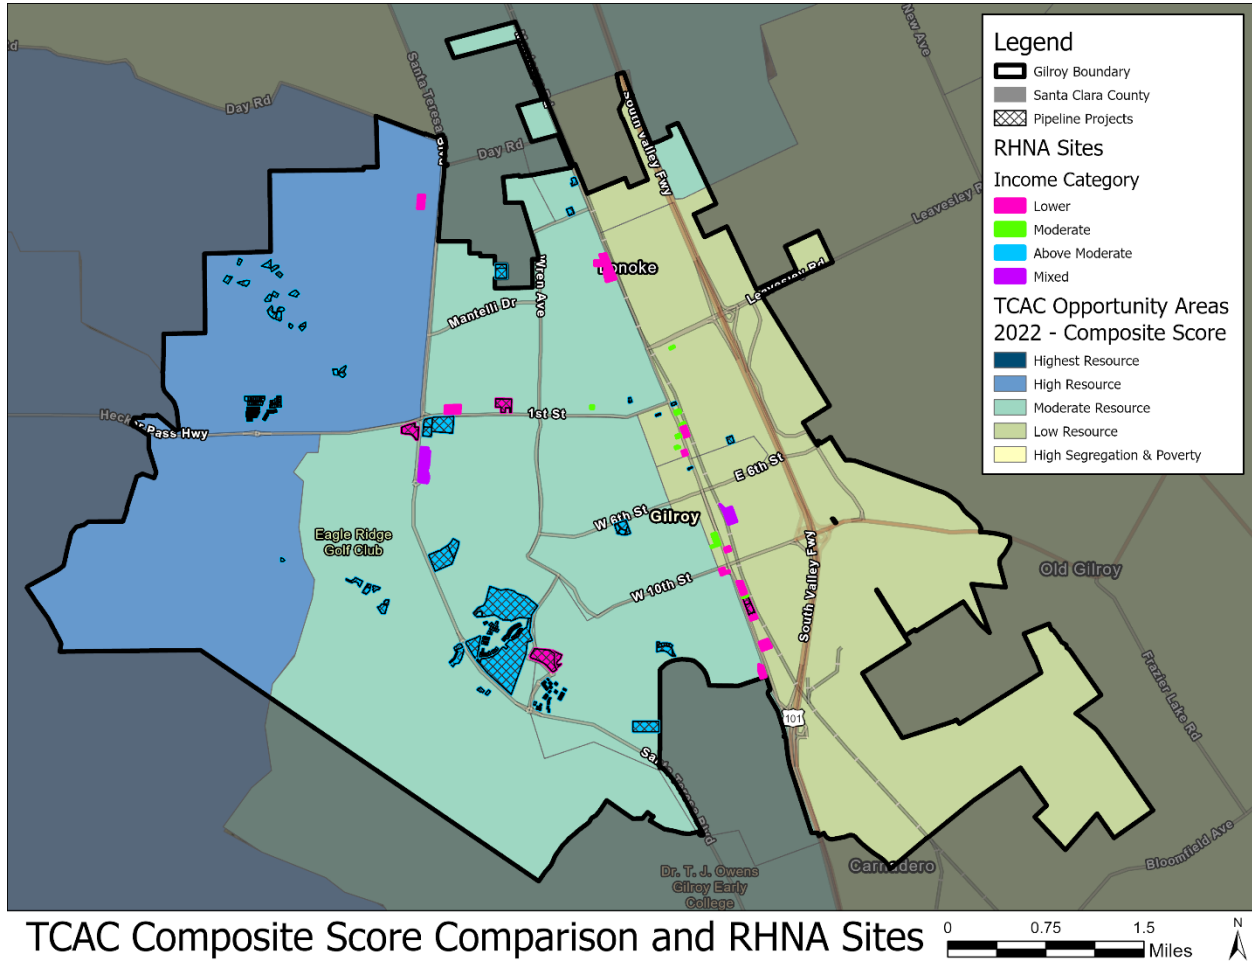 Legend
Gilroy Boundary
Santa Clara County
Pipeline Projects
RHNA Sites
Income Category
Lower
Moderate
Above Moderate
Mixed
TCAC Opportunity Areas
2022 - Composite Score
Highest Resource
High Resource
Moderate Resource
Low Resource
High Segregation & Poverty
Rd
Day Rd
Santa Teresa
Blvd
Day Rd
South Valley Fwy
New Ave
Leavesley R
Leavesley Rd
Wren Ave
Mantelli Dr
1st St
Pass Hwy
E 6th St
W 6th St
Gilroy
Eagle Ridge
Golf Club
W 10th St
South Valley Fwy
Old Gilroy
Frazier Lake Rd
101
Bloomfield Ave
Carnadero
Dr. T. J. Owens
Gilroy Early
College
TCAC Composite Score Comparison and RHNA Sites
0 0.75 1.5
Miles
N